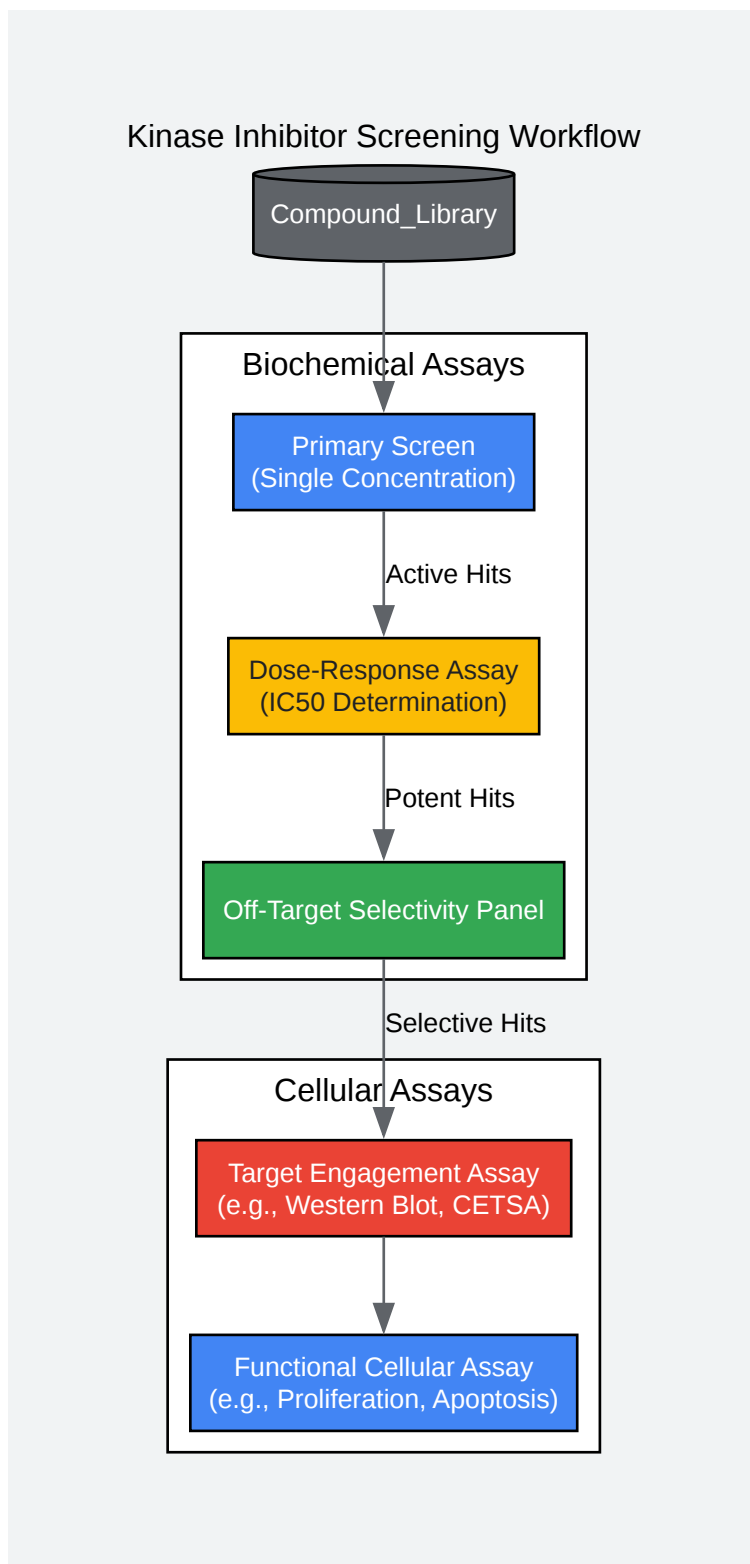 Kinase Inhibitor Screening Workflow
Compound_Library
Biochemical Assays
Primary Screen
(Single Concentration)
Active Hits
Dose-Response Assay
(IC50 Determination)
Potent Hits
Off-Target Selectivity Panel
Selective Hits
Cellular Assays
Target Engagement Assay
(e.g., Western Blot, CETSA)
Functional Cellular Assay
(e.g., Proliferation, Apoptosis)